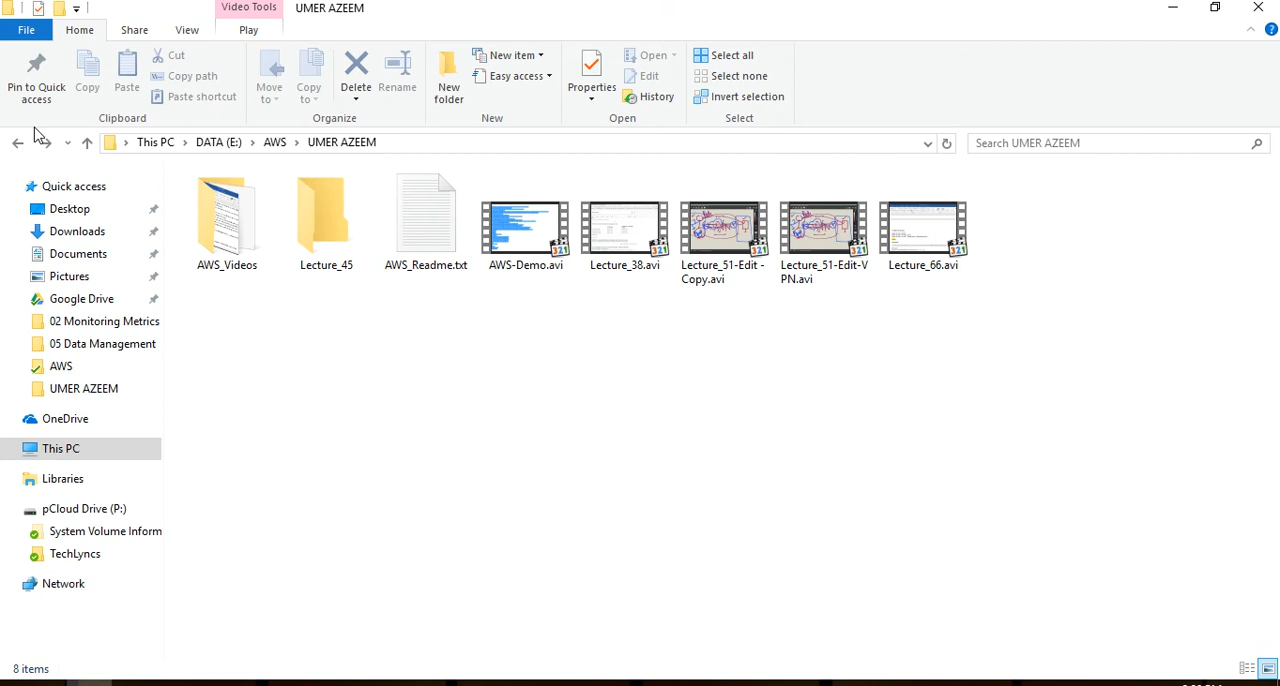 Video Tools
UMER AZEEM
File
Home
Share
View
Play
Pin to Quick access
Copy
Paste
Cut
Copy path
Paste shortcut
Clipboard
Move to
Copy to
Delete
Rename
Organize
New folder
New item
Easy access
New
Properties
Open
Edit
History
Open
Select all
Select none
Invert selection
Select
This PC > DATA (E:) > AWS > UMER AZEEM
Search UMER AZEEM
Quick access
Desktop
Downloads
Documents
Pictures
Google Drive
02 Monitoring Metrics
05 Data Management
AWS
UMER AZEEM
OneDrive
This PC
Libraries
pCloud Drive (P:)
System Volume Inform
TechLyncs
Network
AWS_Videos
Lecture_45
AWS_Readme.txt
AWS-Demo.avi
Lecture_38.avi
Lecture_51-Edit -
Copy.avi
Lecture_51-Edit-V
PN.avi
Lecture_66.avi
8 items